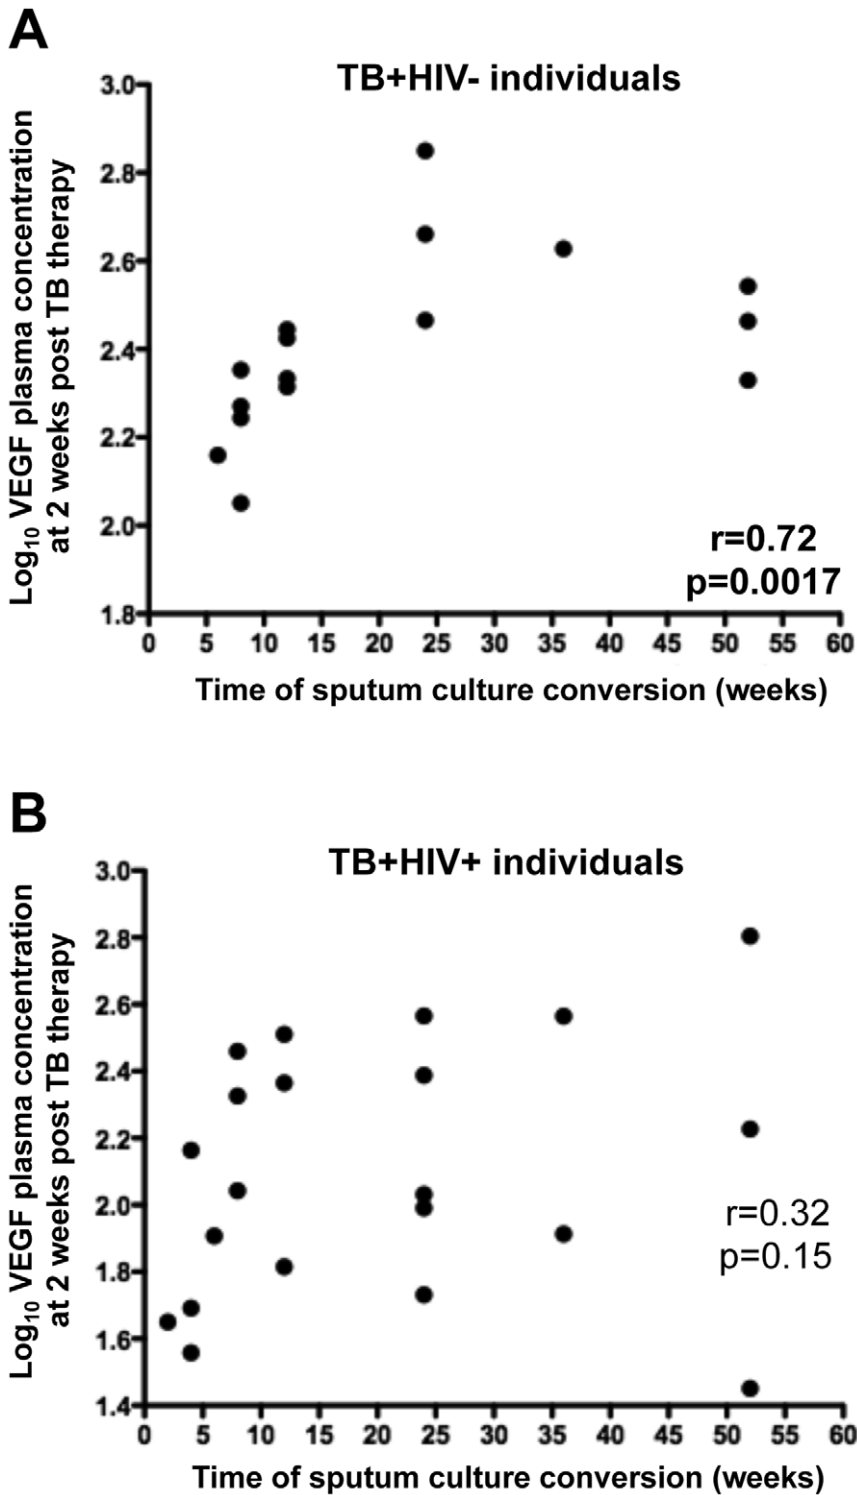 A
TB+HIV- individuals
Log₁₀ VEGF plasma concentration
at 2 weeks post TB therapy
3.0
2.8
2.6
2.4
2.2
2.0
1.8
0 5 10 15 20 25 30 35 40 45 50 55 60
r=0.72
p=0.0017
Time of sputum culture conversion (weeks)
B
TB+HIV+ individuals
Log₁₀ VEGF plasma concentration
at 2 weeks post TB therapy
3.0
2.8
2.6
2.4
2.2
2.0
1.8
1.6
1.4
0 5 10 15 20 25 30 35 40 45 50 55 60
r=0.32
p=0.15
Time of sputum culture conversion (weeks)